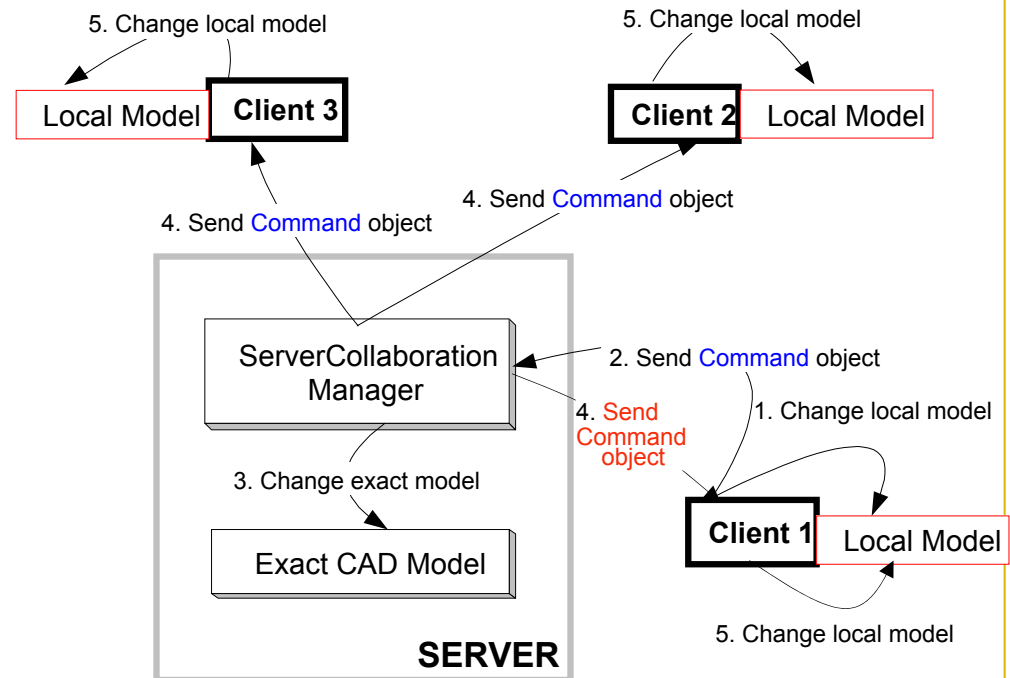 5. Change local model
5. Change local model
Local Model
Client 3
Client 2
Local Model
4. Send Command object
4. Send Command object
ServerCollaboration
Manager
2. Send Command object
4. Send
Command
object
1. Change local model
3. Change exact model
Client 1
Local Model
Exact CAD Model
5. Change local model
SERVER